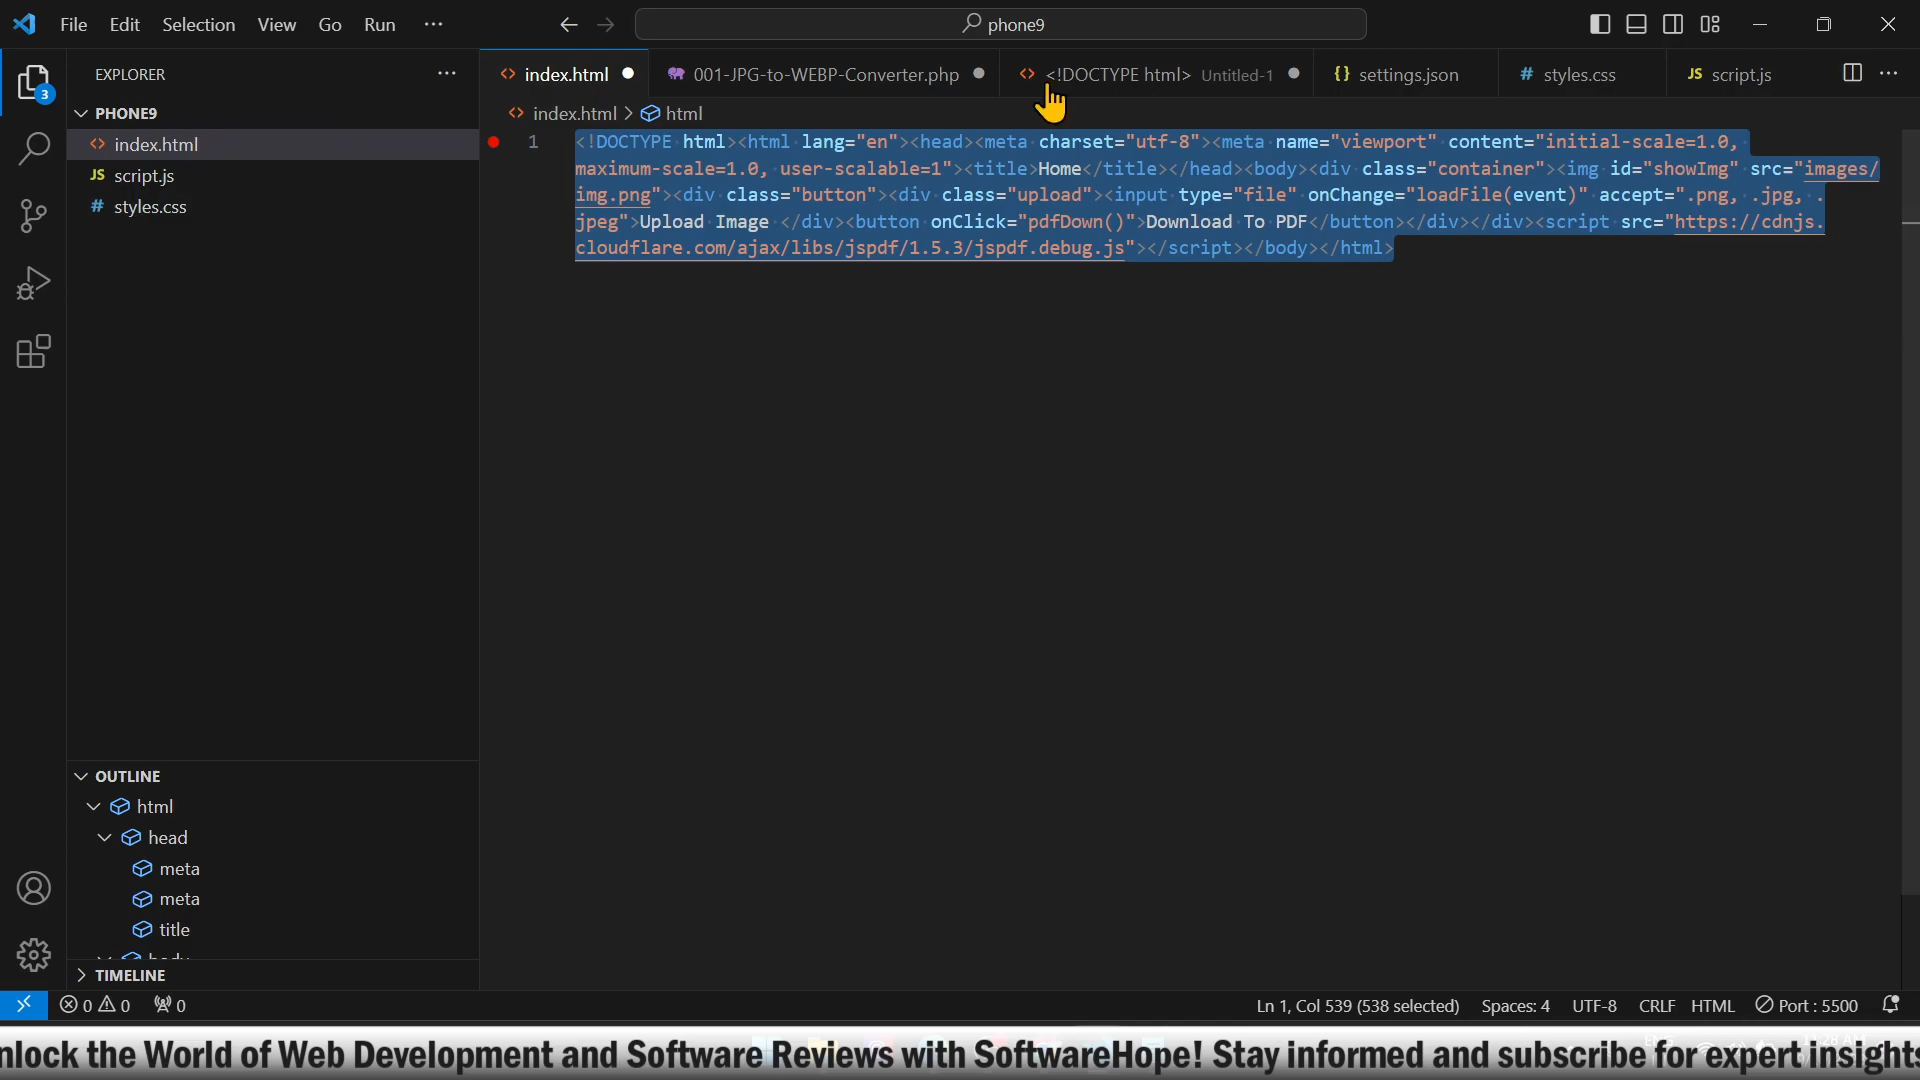 File Edit Selection View Go Run ···
phone9
EXPLORER ···
PHONE9
index.html
JS script.js
# styles.css
<> index.html
001-JPG-to-WEBP-Converter.php
<> <!DOCTYPE html> Untitled-1
{} settings.json
# styles.css
JS script.js
<> index.html > html
1 <!DOCTYPE html><html lang="en"><head><meta charset="utf-8"><meta name="viewport" content="initial-scale=1.0,
maximum-scale=1.0, user-scalable=1"><title>Home</title></head><body><div class="container"><img id="showImg" src="images/
img.png"><div class="button"><div class="upload"><input type="file" onChange="loadFile(event)" accept=".png, .jpg, .
jpeg">Upload Image </div><button onClick="pdfDown()">Download To PDF</button></div></div><script src="https://cdnjs.
cloudflare.com/ajax/libs/jspdf/1.5.3/jspdf.debug.js"></script></body></html>
OUTLINE
html
head
meta
meta
title
TIMELINE
3
0 0 0
Ln 1, Col 539 (538 selected) Spaces: 4 UTF-8 CRLF HTML Port : 5500
nlock the World of Web Development and Software Reviews with SoftwareHope! Stay informed and subscribe for expert insights